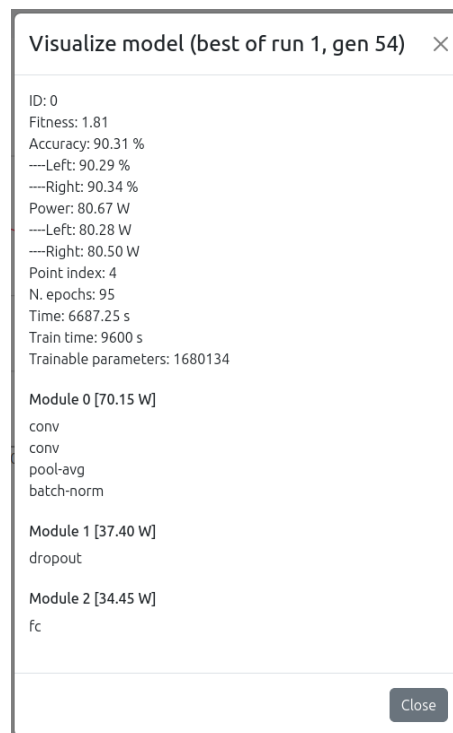 Visualize model (best of run 1, gen 54)
ID: 0
Fitness: 1.81
Accuracy: 90.31 %
----Left: 90.29 %
----Right: 90.34 %
Power: 80.67 W
----Left: 80.28 W
----Right: 80.50 W
Point index: 4
N. epochs: 95
Time: 6687.25 s
Train time: 9600 s
Trainable parameters: 1680134
Module 0 [70.15 W]
conv
conv
pool-avg
batch-norm
Module 1 [37.40 W]
dropout
Module 2 [34.45 W]
fc
Close